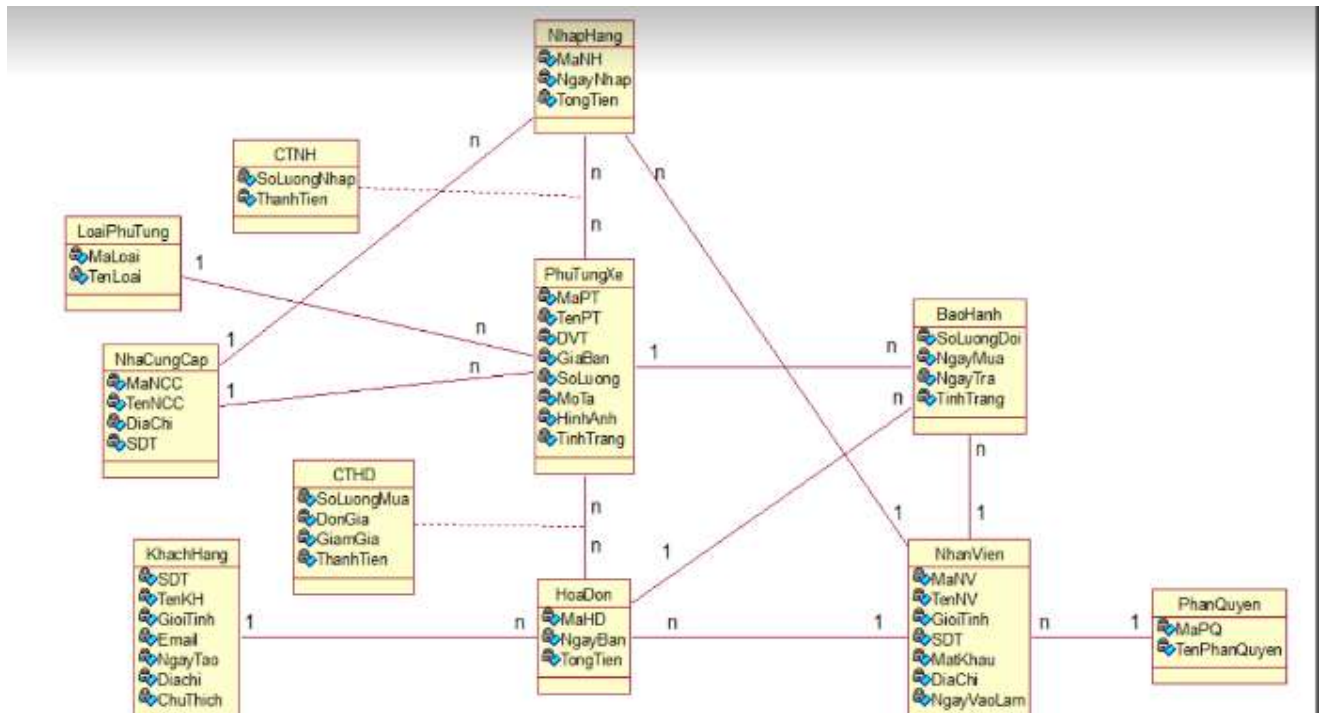 NhapHang
MaNH
NgayNhap
TongTien
n
n
n
n
n
CTNH
SoLuongNhap
ThanhTien
LoaiPhuTung
MaLoai
TenLoai
1
n
NhaCungCap
MaNCC
TenNCC
DiaChi
SDT
1
1
n
PhuTungXe
MaPT
TenPT
DVT
GiaBan
SoLuong
MoTa
HinhAnh
TinhTrang
1
n
BaoHanh
SoLuongDoi
NgayMua
NgayTra
TinhTrang
n
n
1
1
CTHD
SoLuongMua
DonGia
GiamGia
ThanhTien
n
n
1
KhachHang
SDT
TenKH
GioiTinh
Email
NgayTao
Diachi
ChuThich
1
n
HoaDon
MaHD
NgayBan
TongTien
n
1
NhanVien
MaNV
TenNV
GioiTinh
SDT
MatKhau
DiaChi
NgayVaoLam
n
1
PhanQuyen
MaPQ
TenPhanQuyen